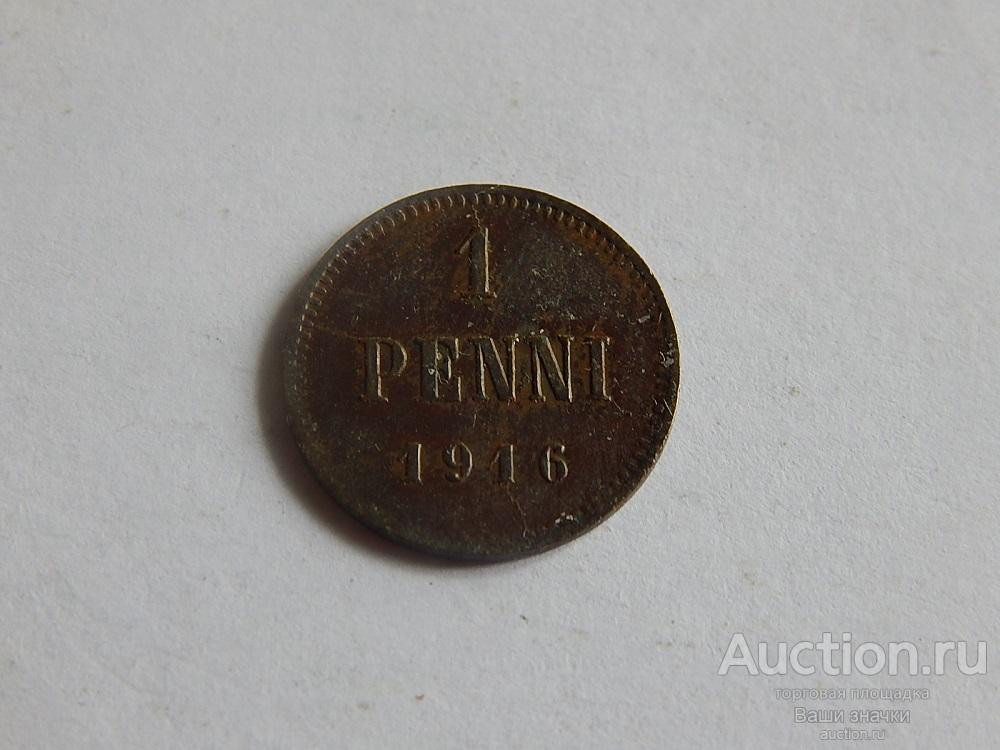 1
PENNI
1916
Auction.ru
торговая площадка
Ваши значки
auction.ru